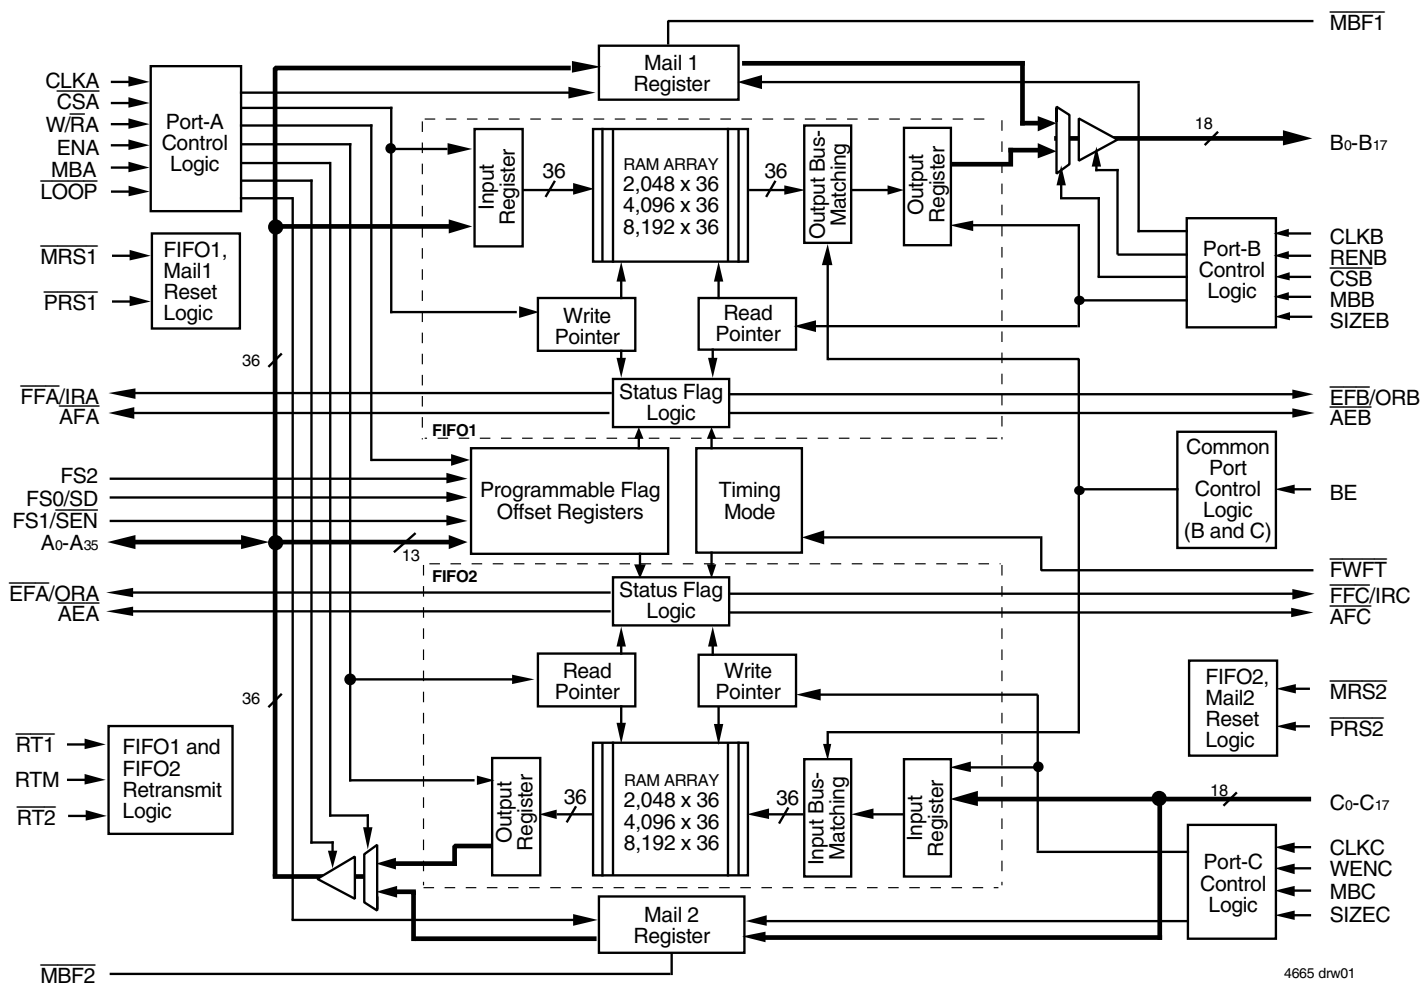 MBF1
CLKA
CSA
W/RA
ENA
MBA
LOOP
Port-A
Control
Logic
Mail 1
Register
18
B0-B17
Input
Register
36
RAM ARRAY
2,048 x 36
4,096 x 36
8,192 x 36
36
Output Bus-
Matching
Output
Register
MRS1
PRS1
FIFO1,
Mail1
Reset
Logic
Port-B
Control
Logic
CLKB
RENB
CSB
MBB
SIZEB
Write
Pointer
Read
Pointer
36
FFA/IRA
AFA
Status Flag
Logic
FIFO1
EFB/ORB
AEB
FS2
FS0/SD
FS1/SEN
A0-A35
13
Programmable Flag
Offset Registers
Timing
Mode
Common
Port
Control
Logic
(B and C)
BE
FWFT
FIFO2
EFA/ORA
AEA
Status Flag
Logic
FFC/IRC
AFC
Read
Pointer
Write
Pointer
36
FIFO2,
Mail2
Reset
Logic
MRS2
PRS2
RT1
RTM
RT2
FIFO1 and
FIFO2
Retransmit
Logic
Output
Register
36
RAM ARRAY
2,048 x 36
4,096 x 36
8,192 x 36
36
Input Bus-
Matching
Input
Register
18
C0-C17
Port-C
Control
Logic
CLKC
WENC
MBC
SIZEC
Mail 2
Register
MBF2
4665 drw01